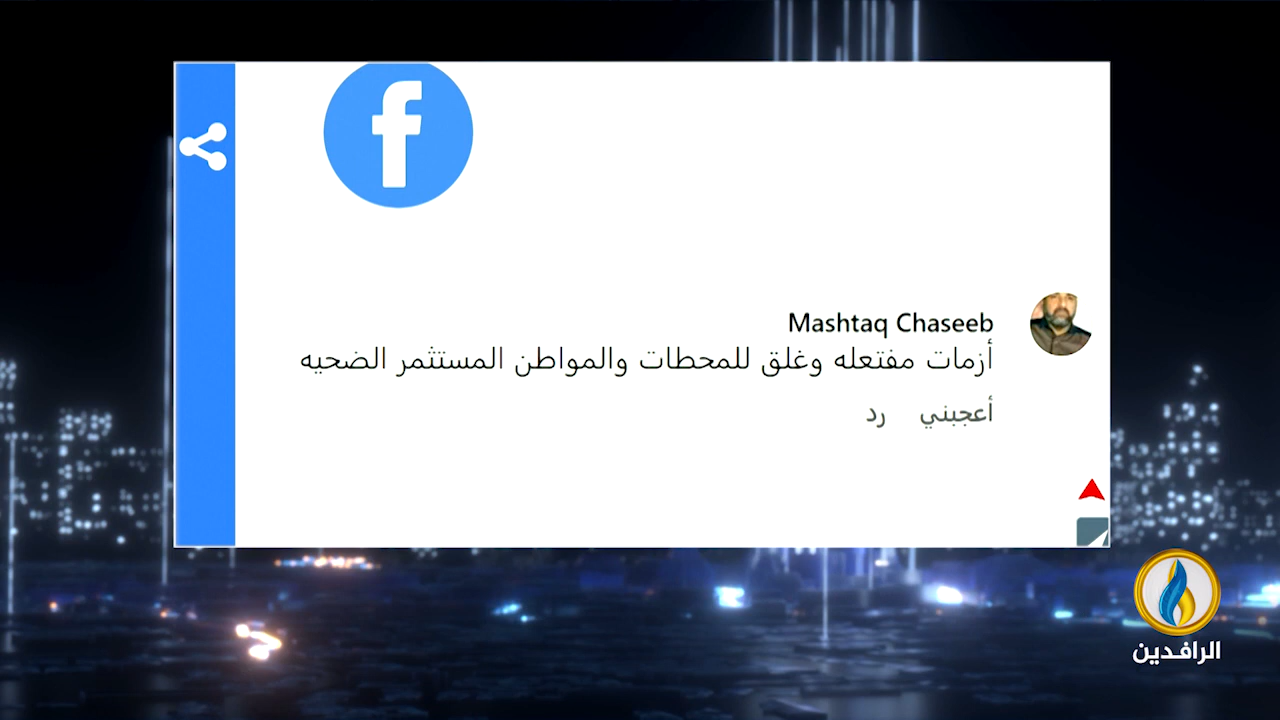 Mashtaq Chaseeb
أزمات مفتعله وغلق للمحطات والمواطن المستثمر الضحيه
أعجبني رد
الرافدين